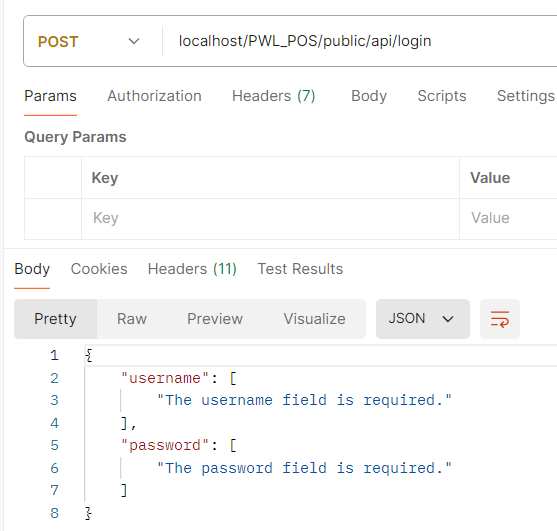 POST localhost/PWL_POS/public/api/login
Params Authorization Headers (7) Body Scripts Settings
Query Params
Key Value
Key Value
Body Cookies Headers (11) Test Results
Pretty Raw Preview Visualize JSON
1 {
2 "username": [
3 "The username field is required."
4 ],
5 "password": [
6 "The password field is required."
7 ]
8 }